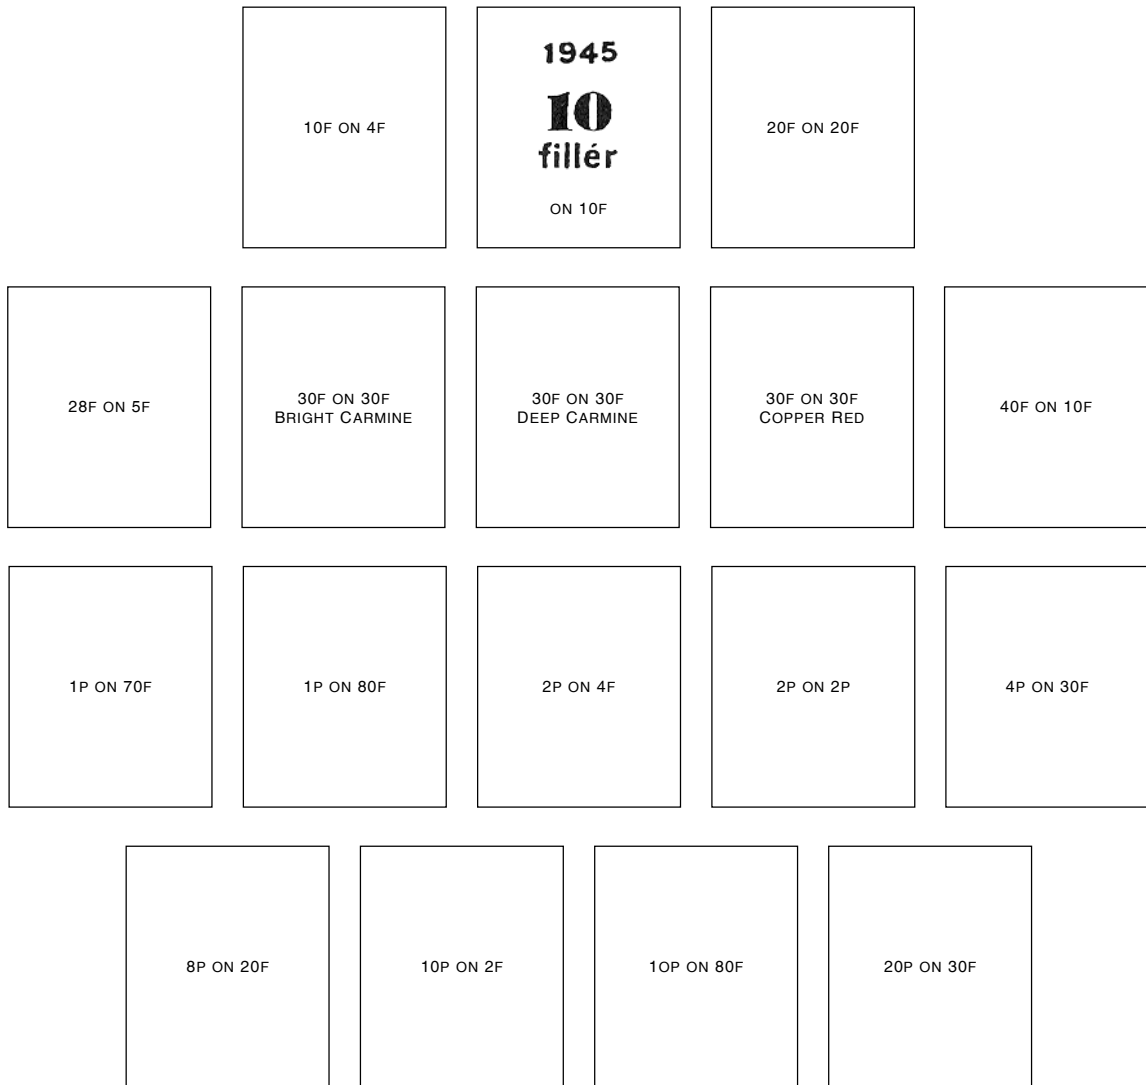 10F ON 4F
1945
10
fillér
ON 10F
20F ON 20F
28F ON 5F
30F ON 30F
BRIGHT CARMINE
30F ON 30F
DEEP CARMINE
30F ON 30F
COPPER RED
40F ON 10F
1P ON 70F
1P ON 80F
2P ON 4F
2P ON 2P
4P ON 30F
8P ON 20F
10P ON 2F
1OP ON 80F
20P ON 30F